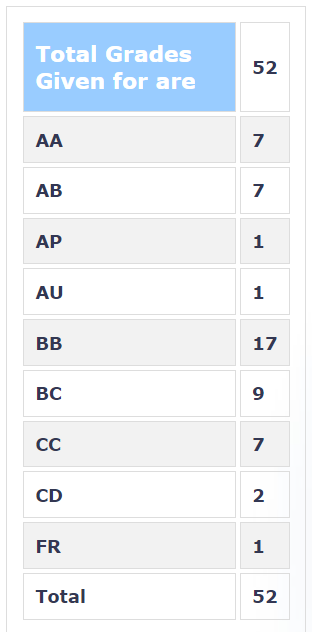 Total Grades
Given for are 52
AA 7
AB 7
AP 1
AU 1
BB 17
BC 9
CC 7
CD 2
FR 1
Total 52